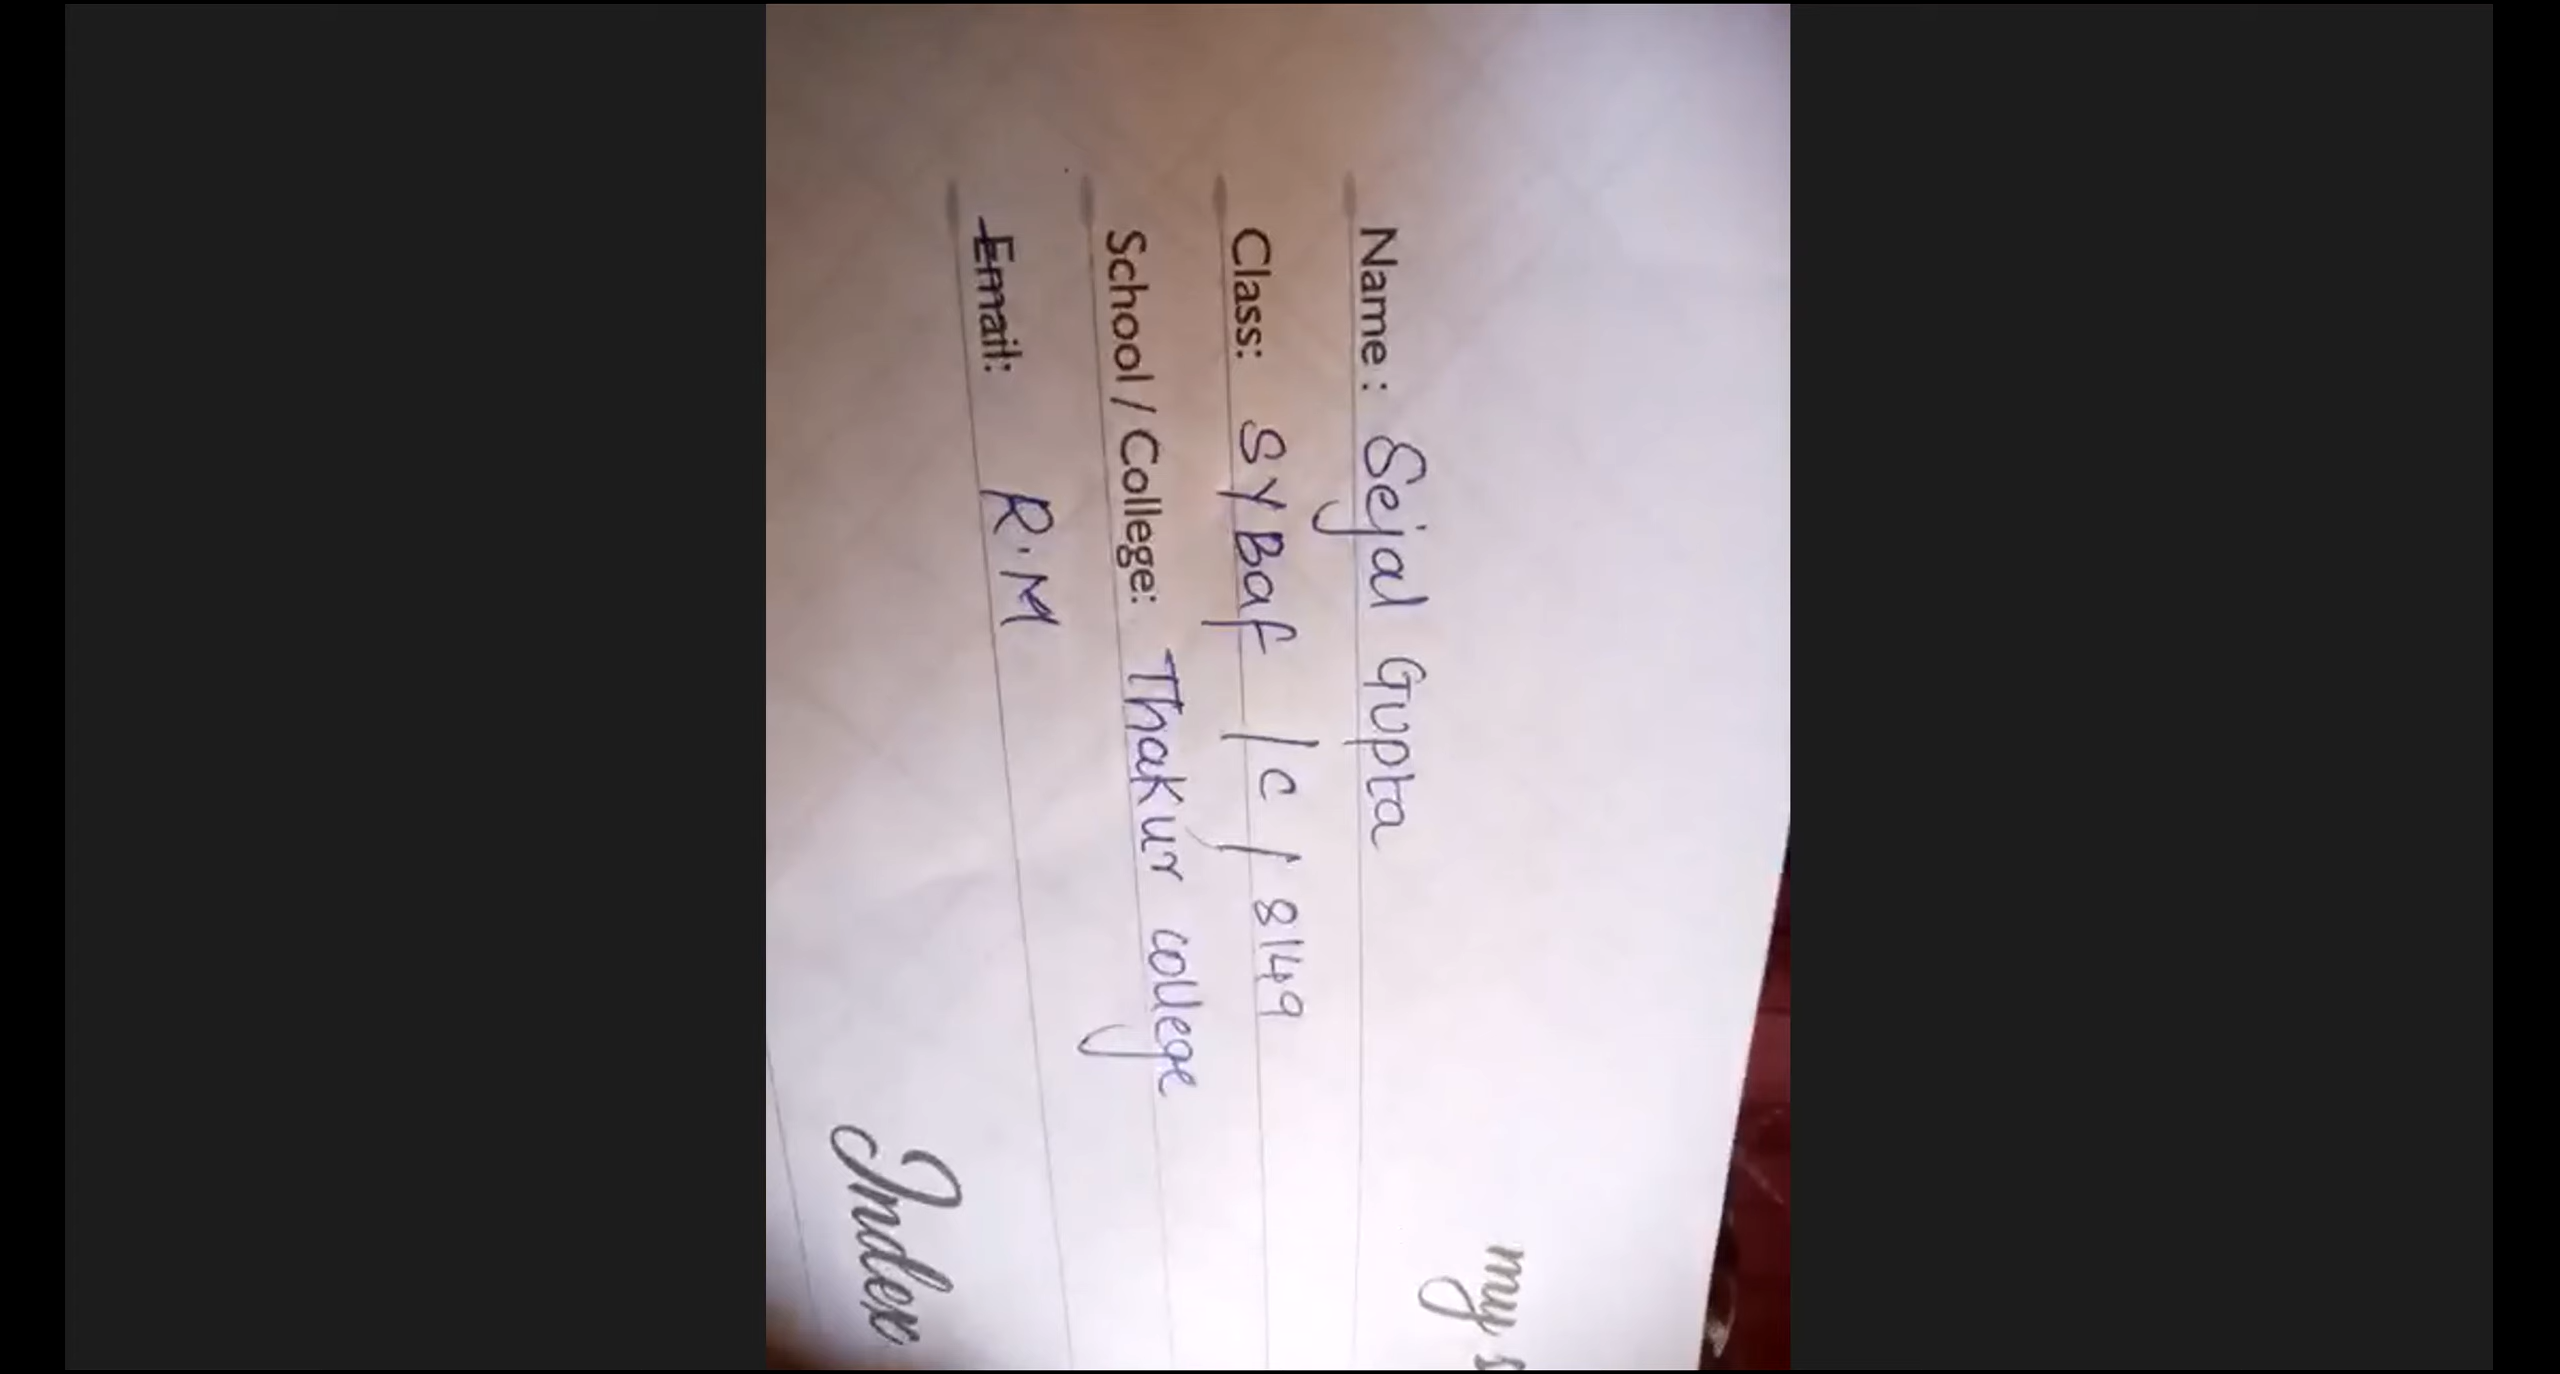 my
Name: Sejal Gupta
Class: SYBaf / C / 8149
School / College: Thakur college
Email: R.M
Index